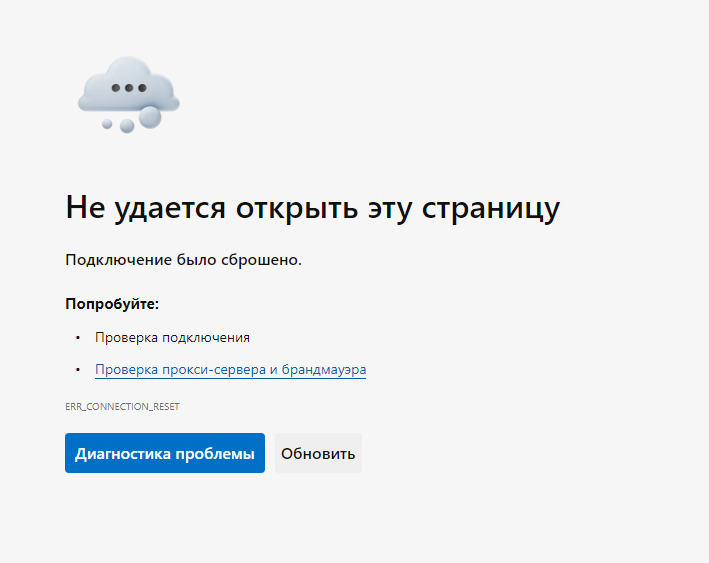 Не удается открыть эту страницу
Подключение было сброшено.
Попробуйте:
• Проверка подключения
• Проверка прокси-сервера и брандмауэра
ERR_CONNECTION_RESET
Диагностика проблемы
Обновить